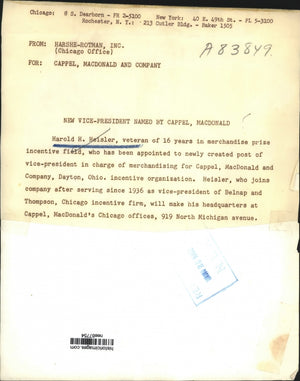 Chicago: 8 S. Dearborn - FR 2-5100 New York: 40 E. 49th St. - PL 5-3100
Rochester, N. Y.: 213 Cutler Bldg. - Baker 1505
FROM: HARSHE-ROTMAN, INC.
(Chicago Office)
A83849.
FOR: CAPPEL, MACDONALD AND COMPANY
NEW VICE-PRESIDENT NAMED BY CAPPEL, MACDONALD
Harold H. Heisler, veteran of 16 years in merchandise prize
incentive field, who has been appointed to newly created post of
vice-president in charge of merchandising for Cappel, MacDonald and
Company, Dayton, Ohio. incentive organization. Heisler, who joins
company after serving since 1936 as vice-president of Belnap and
Thompson, Chicago incentive firm, will make his headquarters at
Cappel, MacDonald's Chicago offices, 919 North Michigan avenue.
historicimages.com